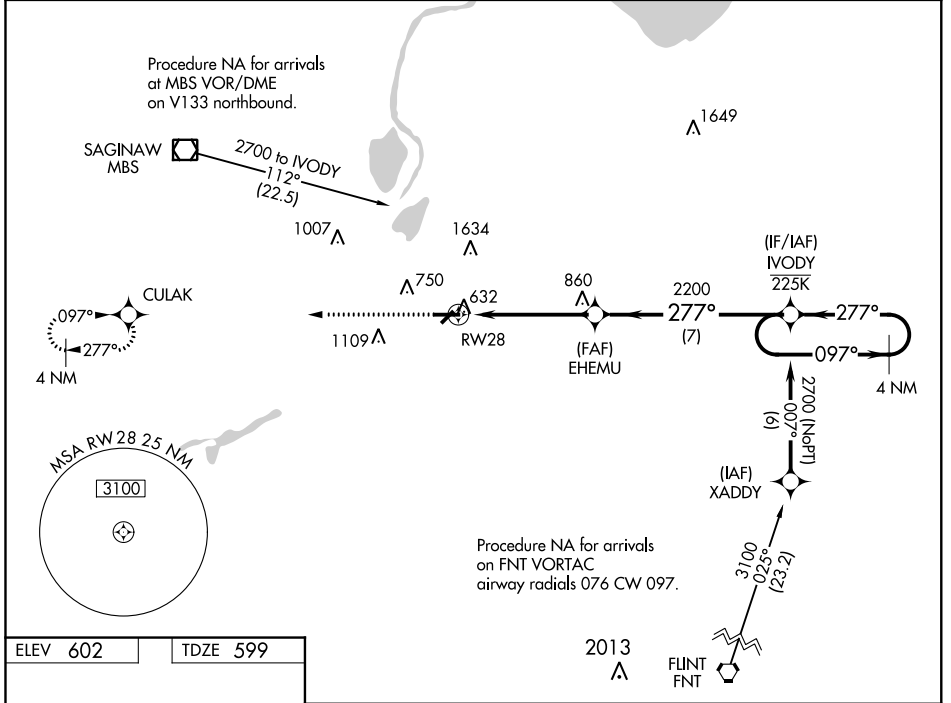 Procedure NA for arrivals
at MBS VOR/DME
on V133 northbound.
1649
SAGINAW
MBS
2700 to IVODY
112°
(22.5)
1007
1634
(IF/IAF)
IVODY
225K
750
632
860
2200
277°
(7)
277°
097°
4 NM
CULAK
097°
277°
4 NM
1109
RW28
(FAF)
EHEMU
2700 (NoPT)
007°
(6)
(IAF)
XADDY
MSA RW28 25 NM
3100
Procedure NA for arrivals
on FNT VORTAC
airway radials 076 CW 097.
3100
025°
(23.2)
2013
FLINT
FNT
ELEV 602
TDZE 599